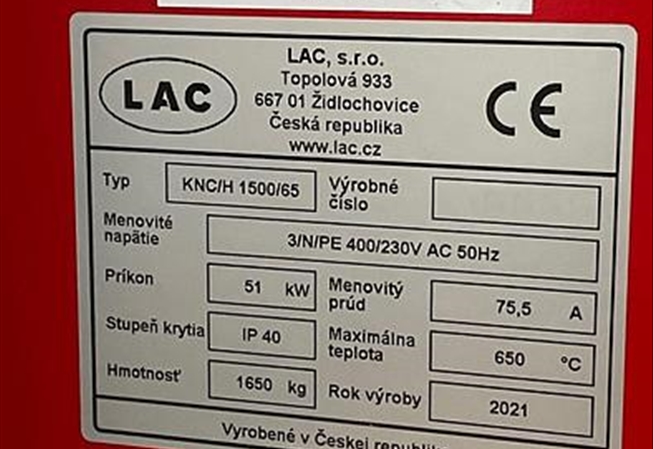 LAC
LAC, s.r.o.
Topolová 933
667 01 Židlochovice
Česká republika
www.lac.cz
CE
Typ KNC/H 1500/65 Výrobné číslo
Menovité napätie 3/N/PE 400/230V AC 50Hz
Príkon 51 kW Menovitý prúd 75,5 A
Stupeň krytia IP 40 Maximálna teplota 650 °C
Hmotnosť 1650 kg Rok výroby 2021
Vyrobené v Českej republike